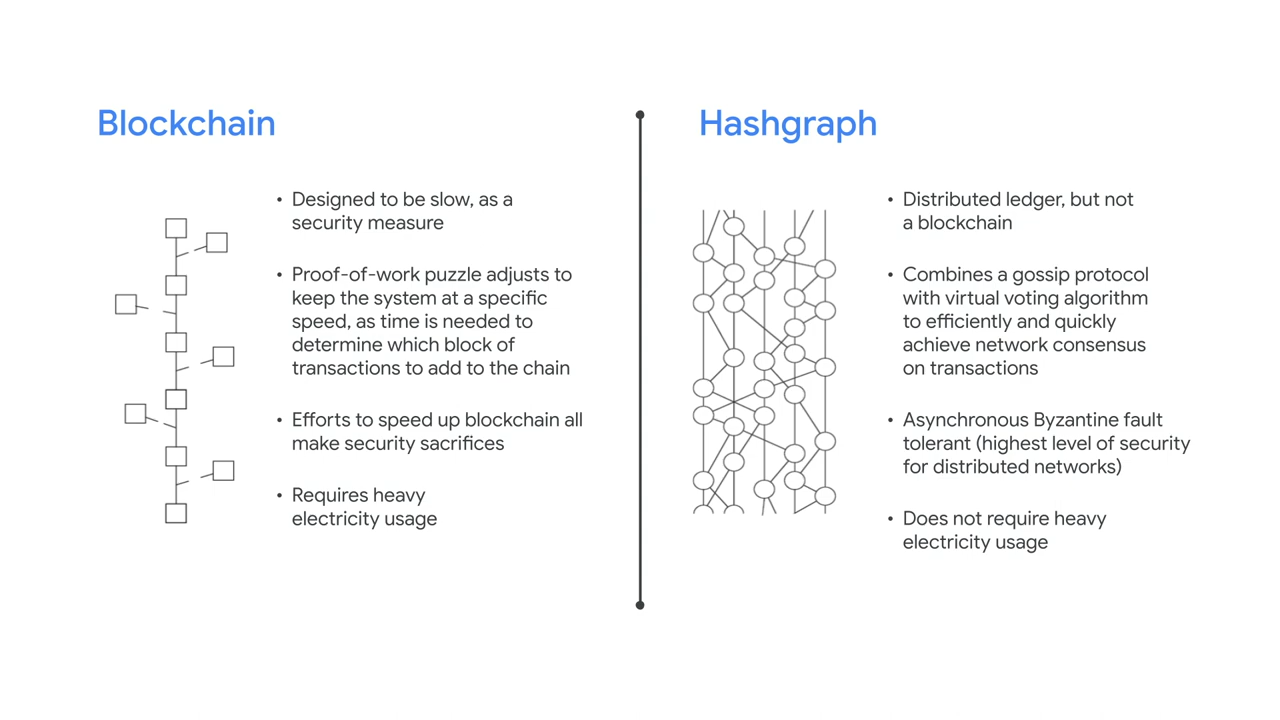 Blockchain
• Designed to be slow, as a
security measure
• Proof-of-work puzzle adjusts to
keep the system at a specific
speed, as time is needed to
determine which block of
transactions to add to the chain
• Efforts to speed up blockchain all
make security sacrifices
• Requires heavy
electricity usage
Hashgraph
• Distributed ledger, but not
a blockchain
• Combines a gossip protocol
with virtual voting algorithm
to efficiently and quickly
achieve network consensus
on transactions
• Asynchronous Byzantine fault
tolerant (highest level of security
for distributed networks)
• Does not require heavy
electricity usage